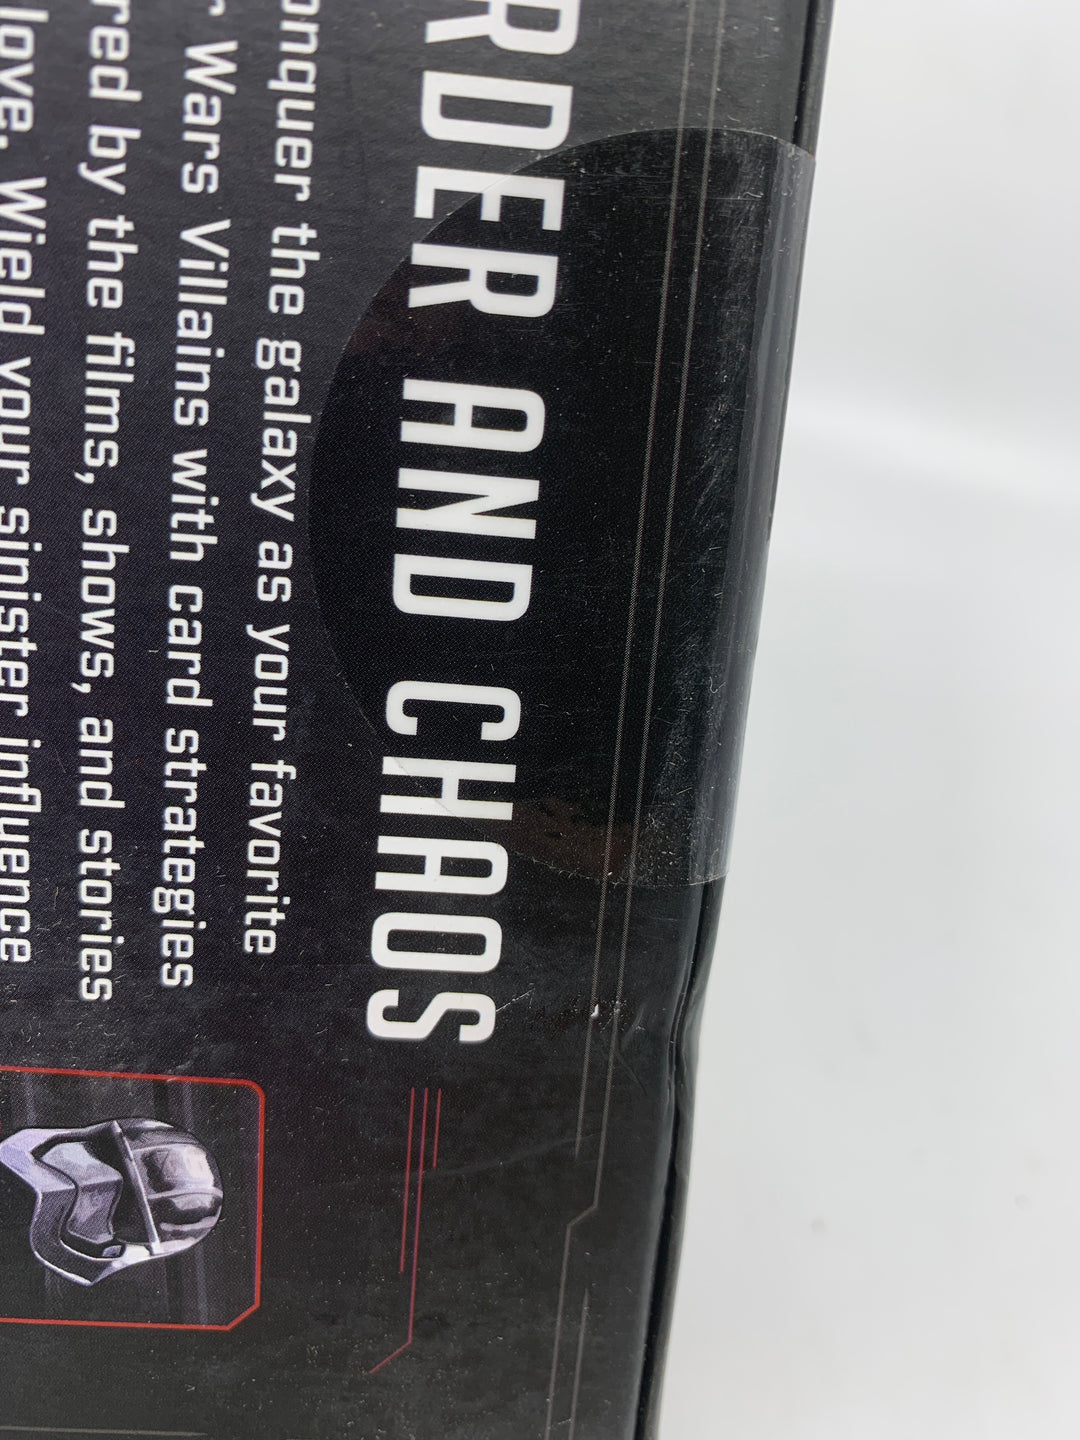 RDER AND CHAOS
onquer the galaxy as your favorite
r Wars Villains with card strategies
red by the films, shows, and stories
love. Wield your sinister influence